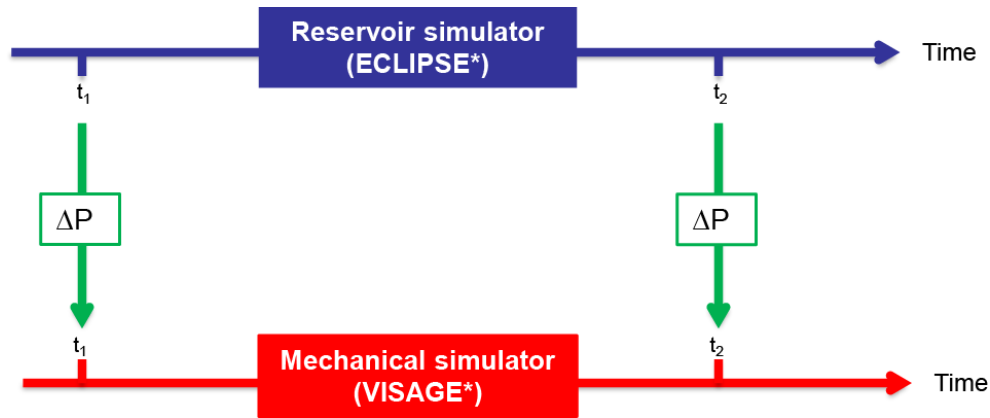 Reservoir simulator
(ECLIPSE*)
Time
t₁
t₂
ΔP
ΔP
t₁
t₂
Mechanical simulator
(VISAGE*)
Time